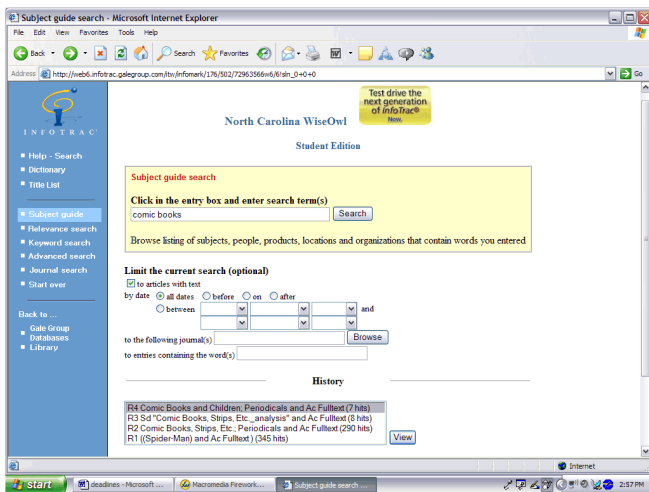 Subject guide search - Microsoft Internet Explorer
File Edit View Favorites Tools Help
Back Search Favorites
Address http://web6.infotrac.galegroup.com/itw/infomark/176/502/72963566w6/6!sln_0+0+0 Go
INFOTRAC
Help - Search
Dictionary
Title List
Subject guide
Relevance search
Keyword search
Advanced search
Journal search
Start over
Back to ...
Gale Group
Databases
Library
Test drive the
next generation
of InfoTrac®
Now.
North Carolina WiseOwl
Student Edition
Subject guide search
Click in the entry box and enter search term(s)
comic books Search
Browse listing of subjects, people, products, locations and organizations that contain words you entered
Limit the current search (optional)
to articles with text
by date all dates before on after
between and
to the following journal(s) Browse
to entries containing the word(s)
History
R4 Comic Books and Children; Periodicals and Ac Fulltext (7 hits)
R3 Sd "Comic Books, Strips, Etc._analysis" and Ac Fulltext (8 hits)
R2 Comic Books, Strips, Etc.; Periodicals and Ac Fulltext (290 hits)
R1 ((Spider-Man) and Ac Fulltext ) (345 hits)
View
Internet
start deadlines - Microsoft ... Macromedia Firework... Subject guide search ... 2:57 PM